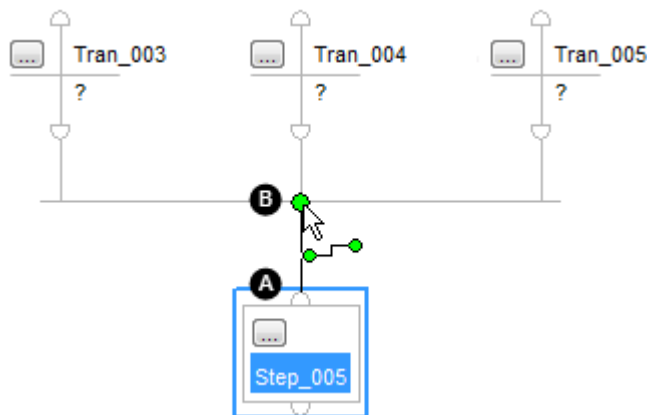 ... Tran_003 ... Tran_004 ... Tran_005
? ? ?
B
A
...
Step_005